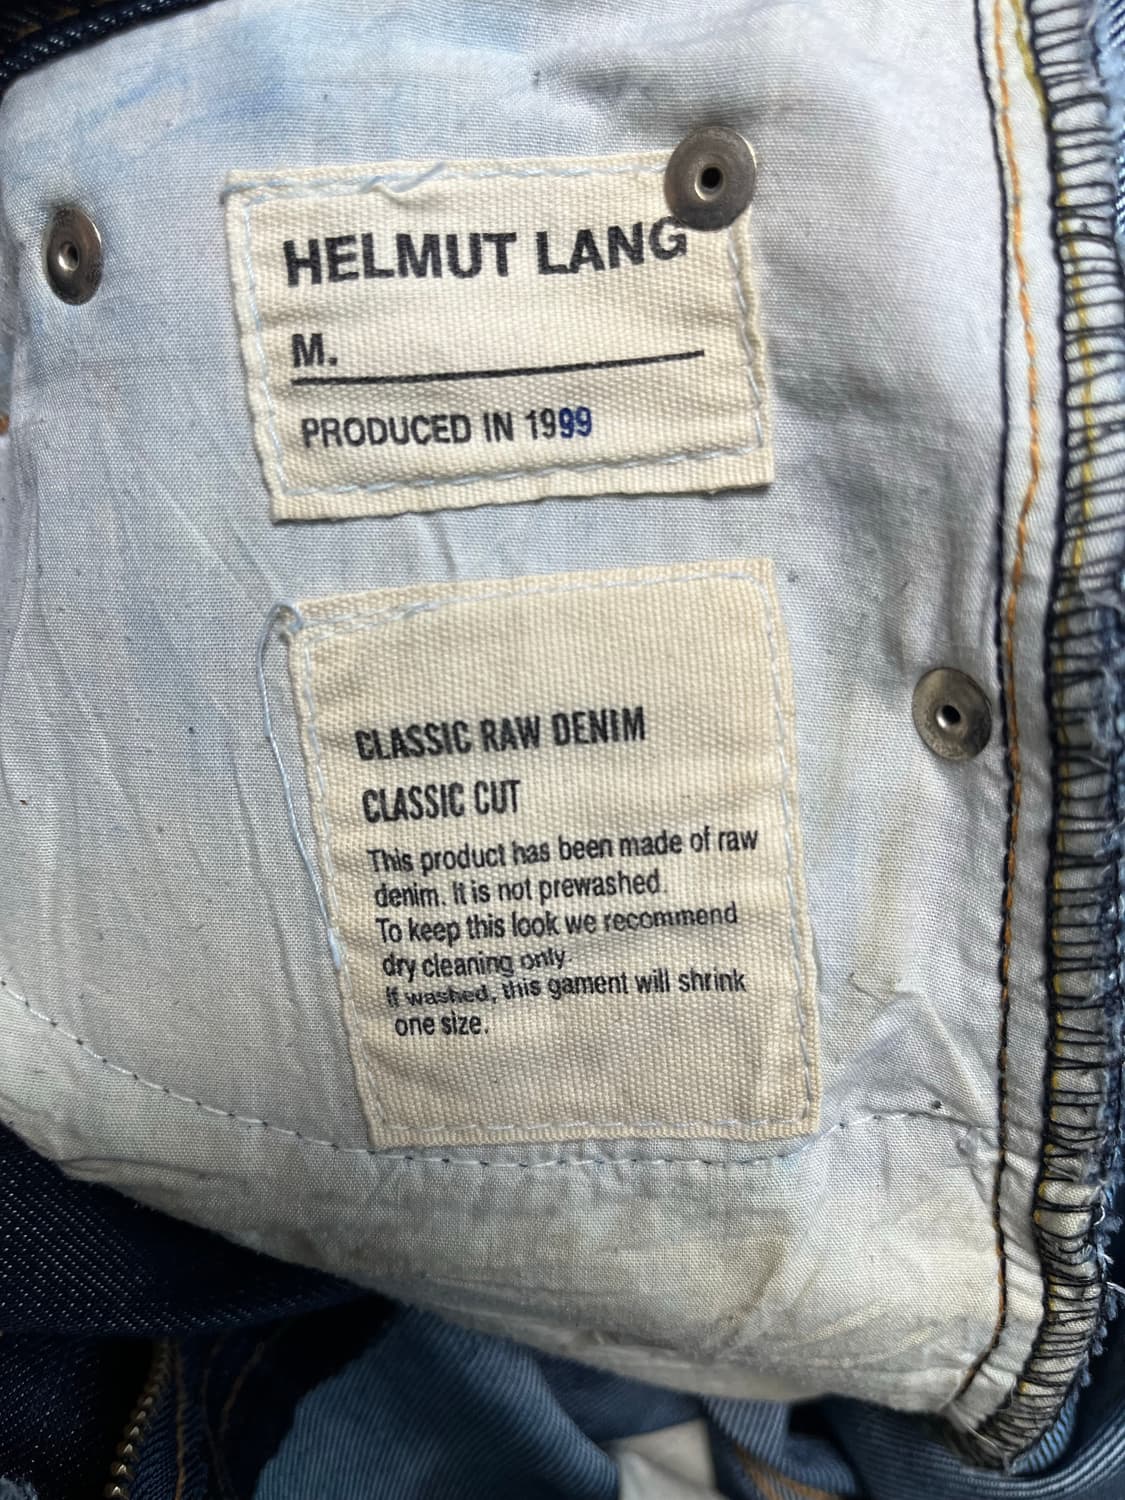 HELMUT LANG
M.
PRODUCED IN 1999
CLASSIC RAW DENIM
CLASSIC CUT
This product has been made of raw
denim. It is not prewashed.
To keep this look we recommend
dry cleaning only
If washed, this gament will shrink
one size.